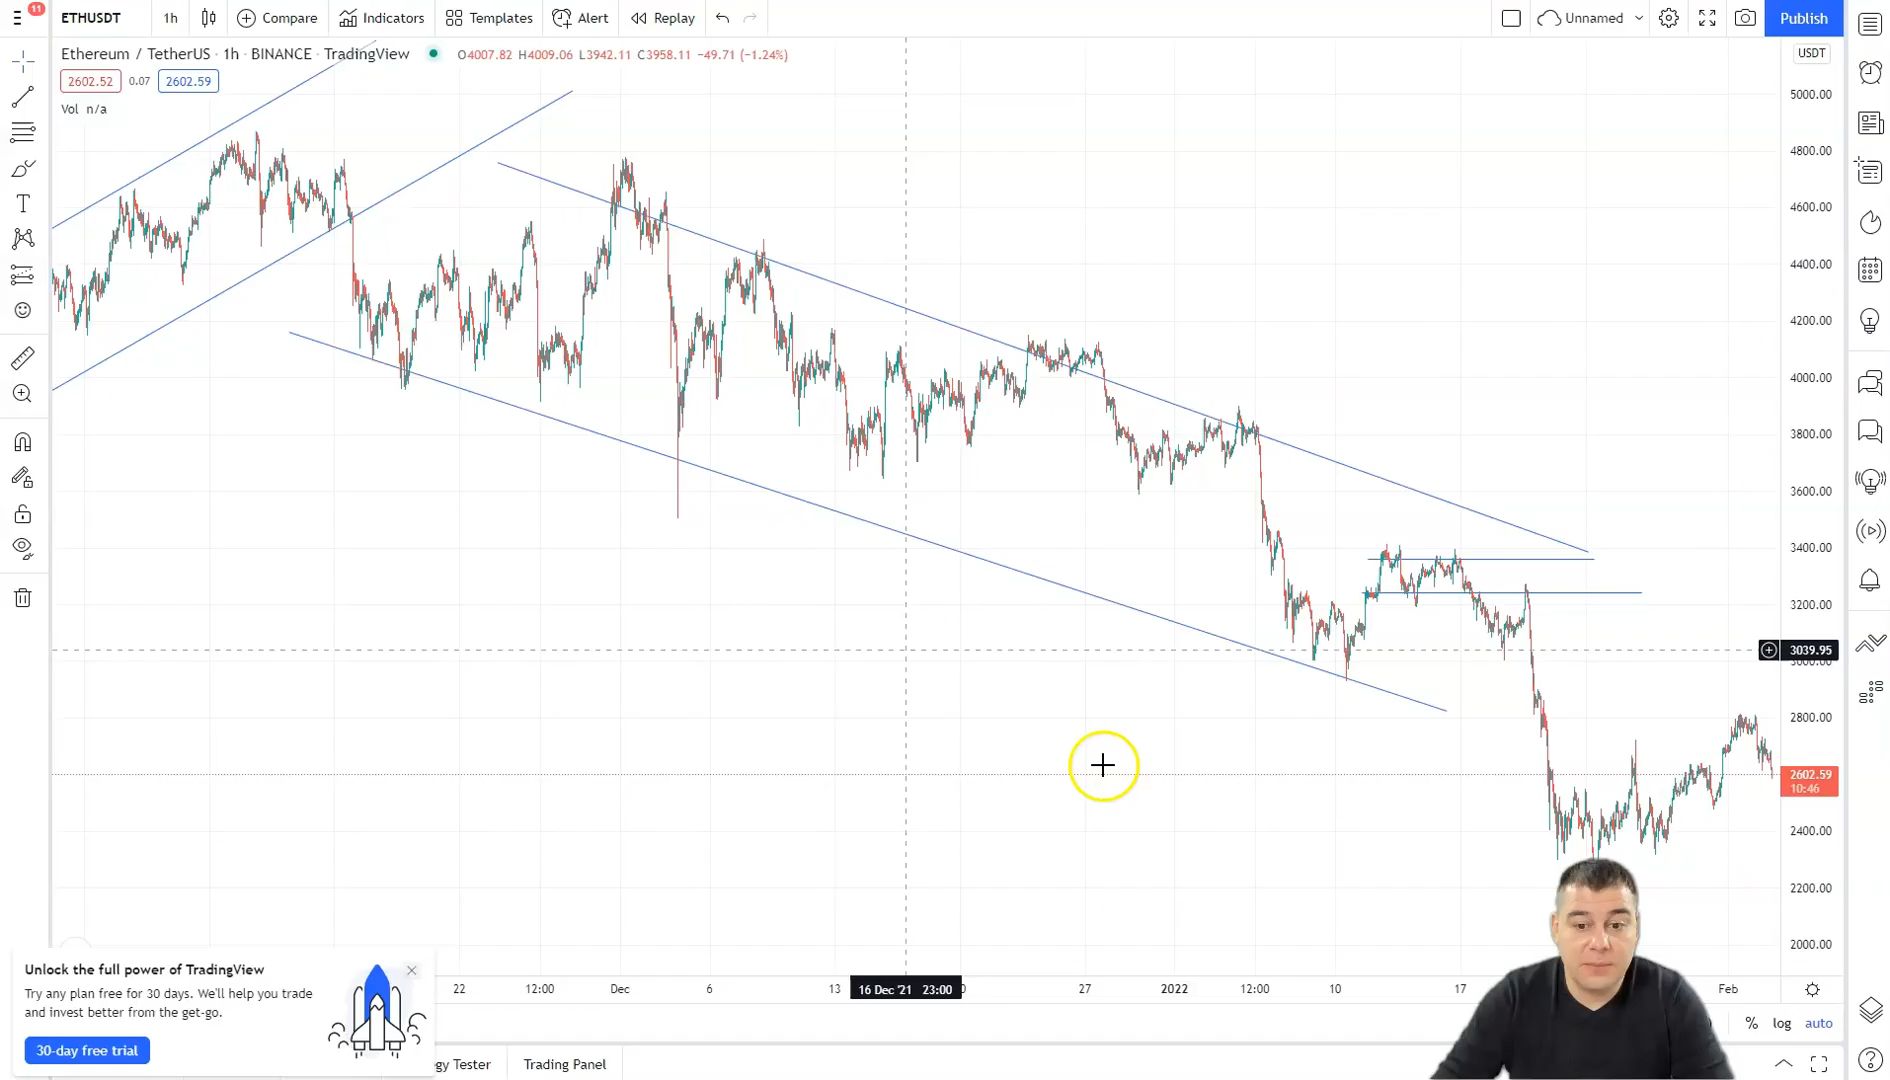 11
ETHUSDT
1h
Compare
Indicators
Templates
Alert
Replay
Unnamed
Publish
Ethereum / TetherUS · 1h · BINANCE · TradingView
O4007.82 H4009.06 L3942.11 C3958.11 −49.71 (−1.24%)
USDT
2602.52
0.07
2602.59
Vol n/a
5000.00
4800.00
4600.00
4400.00
4200.00
4000.00
3800.00
3600.00
3400.00
3200.00
3039.95
3000.00
2800.00
2602.59
10:46
2400.00
2200.00
2000.00
Unlock the full power of TradingView
Try any plan free for 30 days. We'll help you trade
and invest better from the get-go.
30-day free trial
22
12:00
Dec
6
13
16 Dec '21 23:00
27
2022
12:00
10
17
Feb
%
log
auto
gy Tester
Trading Panel